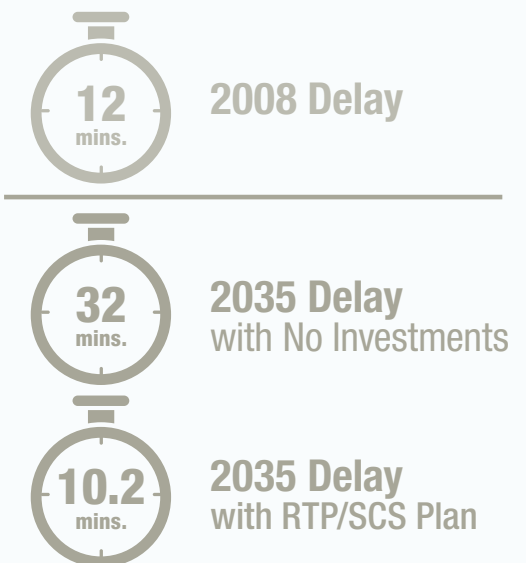 12
mins.
2008 Delay
32
mins.
2035 Delay
with No Investments
10.2
mins.
2035 Delay
with RTP/SCS Plan